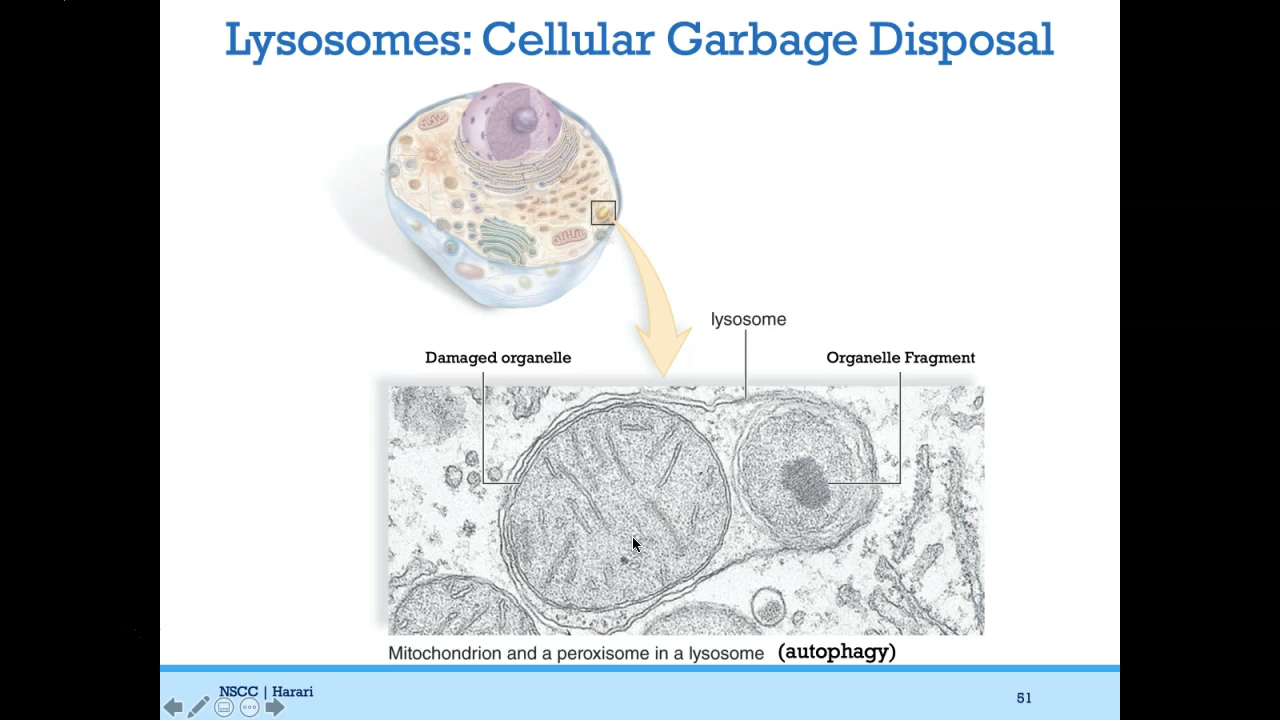 Lysosomes: Cellular Garbage Disposal
lysosome
Damaged organelle
Organelle Fragment
Mitochondrion and a peroxisome in a lysosome (autophagy)
NSCC | Harari
51